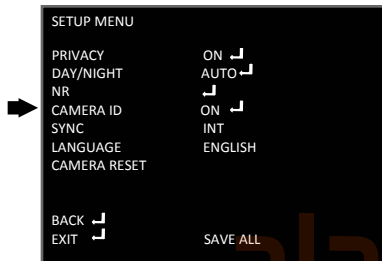 SETUP MENU
PRIVACY ON ↵
DAY/NIGHT AUTO ↵
NR ↵
CAMERA ID ON ↵
SYNC INT
LANGUAGE ENGLISH
CAMERA RESET
BACK ↵
EXIT ↵ SAVE ALL